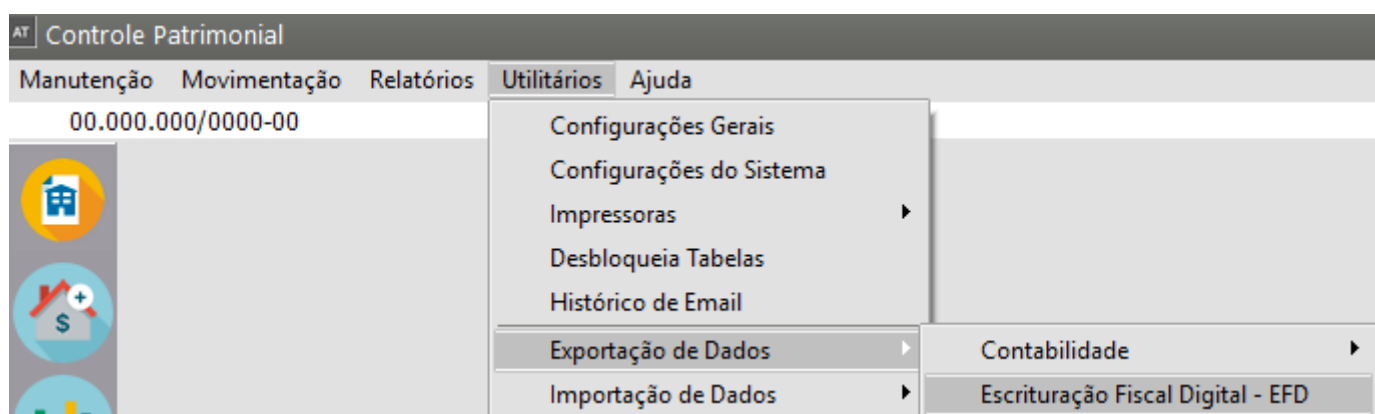 AT Controle Patrimonial
Manutenção Movimentação Relatórios Utilitários Ajuda
00.000.000/0000-00
Configurações Gerais
Configurações do Sistema
Impressoras
Desbloqueia Tabelas
Histórico de Email
Exportação de Dados
Importação de Dados
Contabilidade
Escrituração Fiscal Digital - EFD
+
$